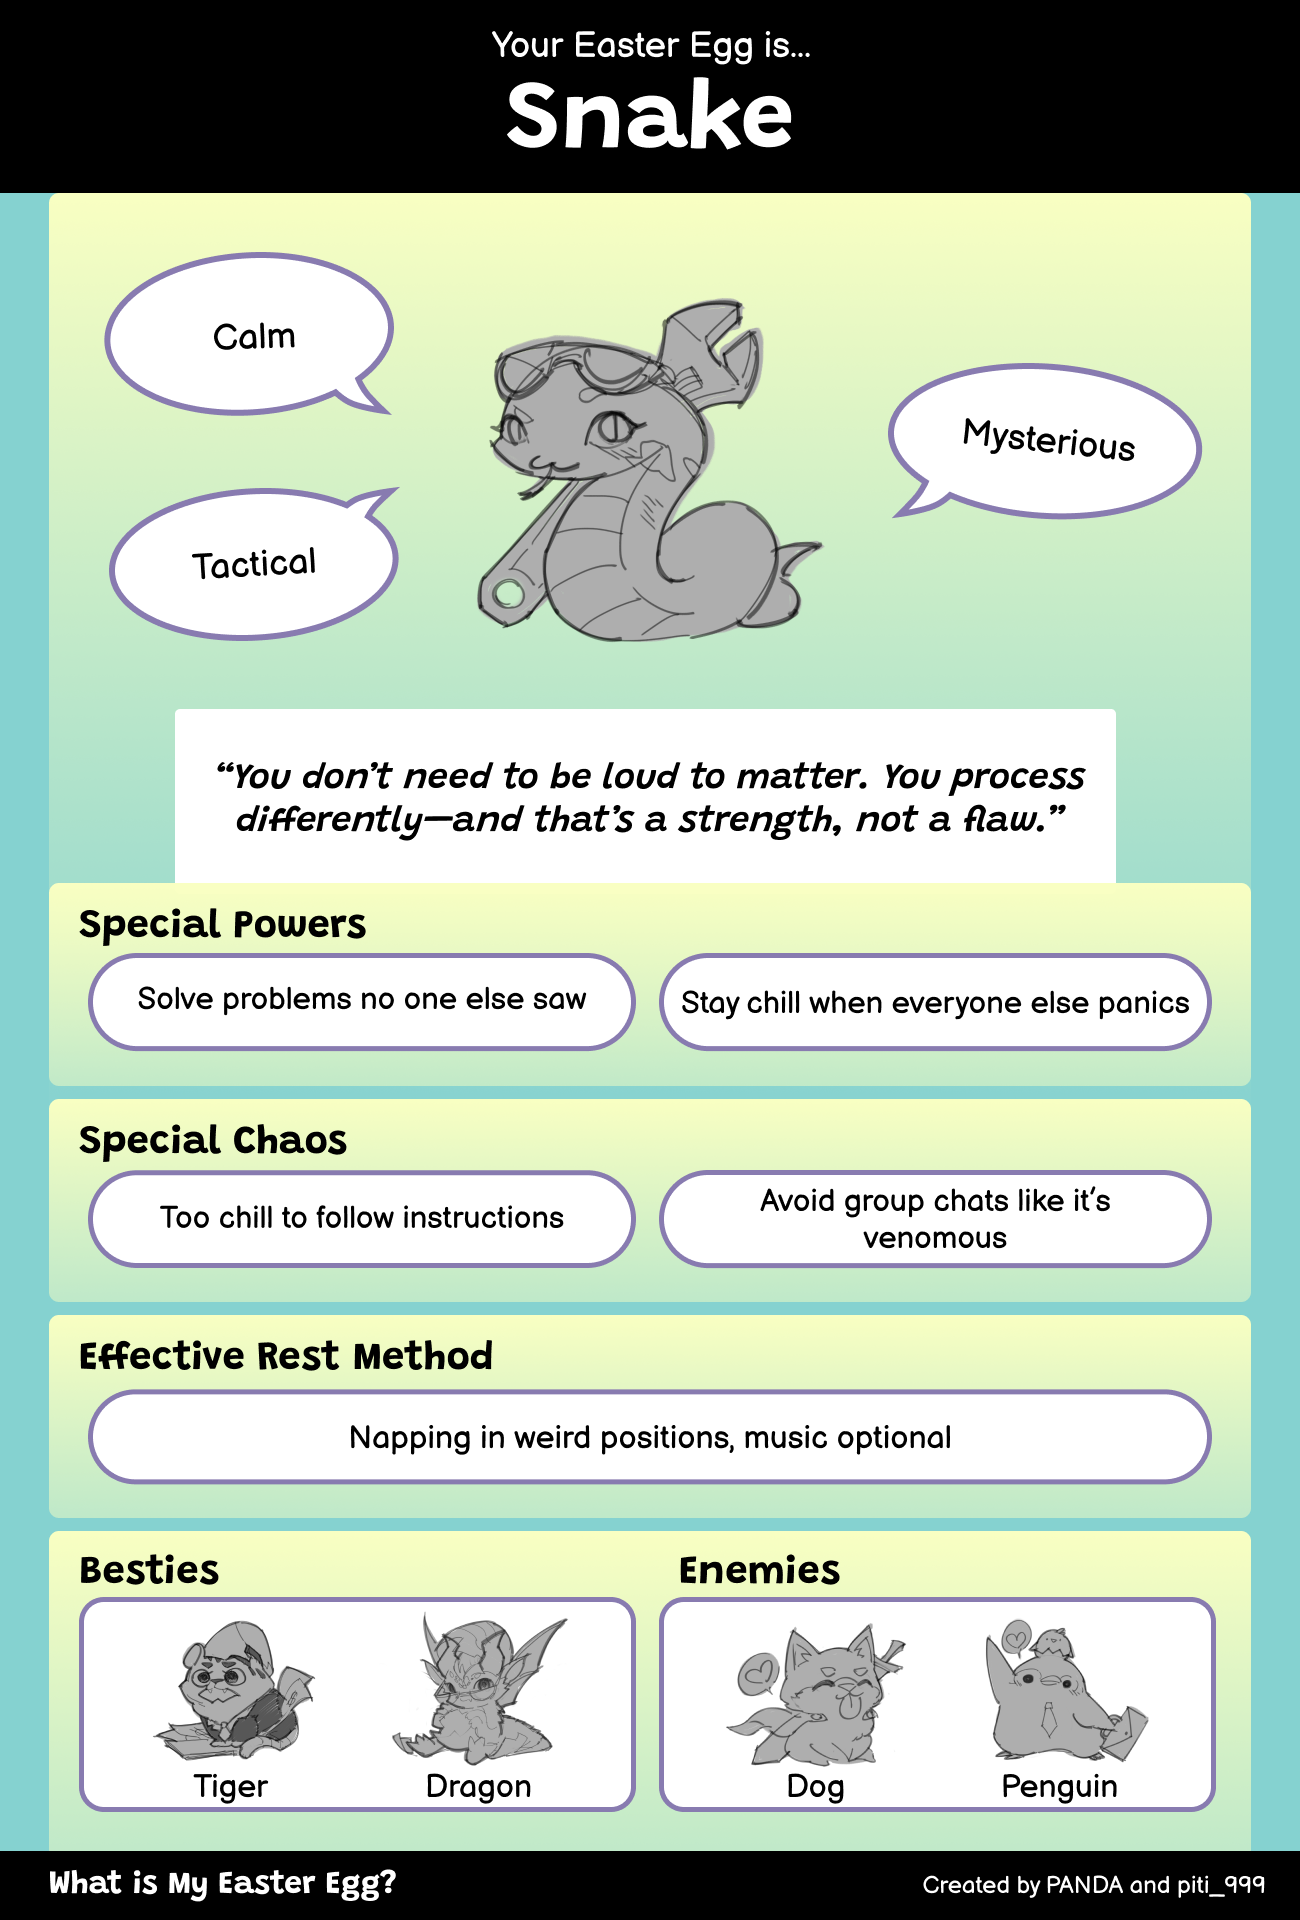 Your Easter Egg is...
Snake
Calm
Mysterious
Tactical
“You don’t need to be loud to matter. You process
differently—and that’s a strength, not a flaw.”
Special Powers
Solve problems no one else saw
Stay chill when everyone else panics
Special Chaos
Too chill to follow instructions
Avoid group chats like it’s
venomous
Effective Rest Method
Napping in weird positions, music optional
Besties
Tiger
Dragon
Enemies
Dog
Penguin
What is My Easter Egg?
Created by PANDA and piti_999